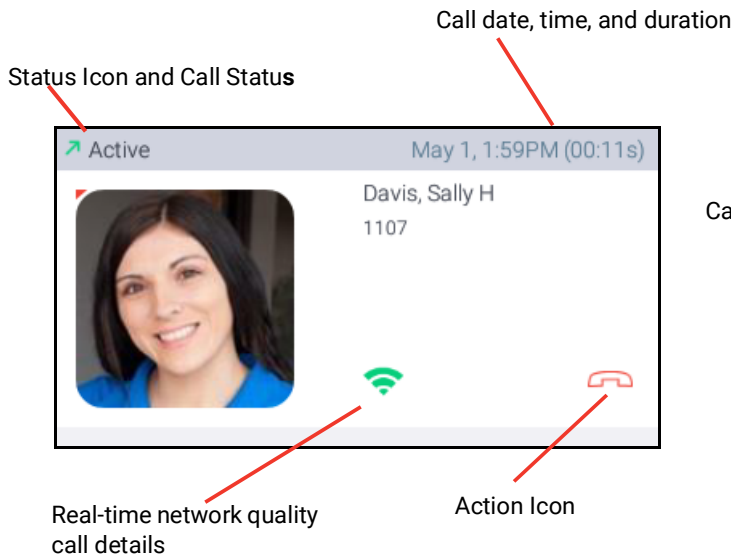 Call date, time, and duration
Status Icon and Call Status
Active May 1, 1:59PM (00:11s)
Davis, Sally H
1107
Ca
Real-time network quality
call details
Action Icon